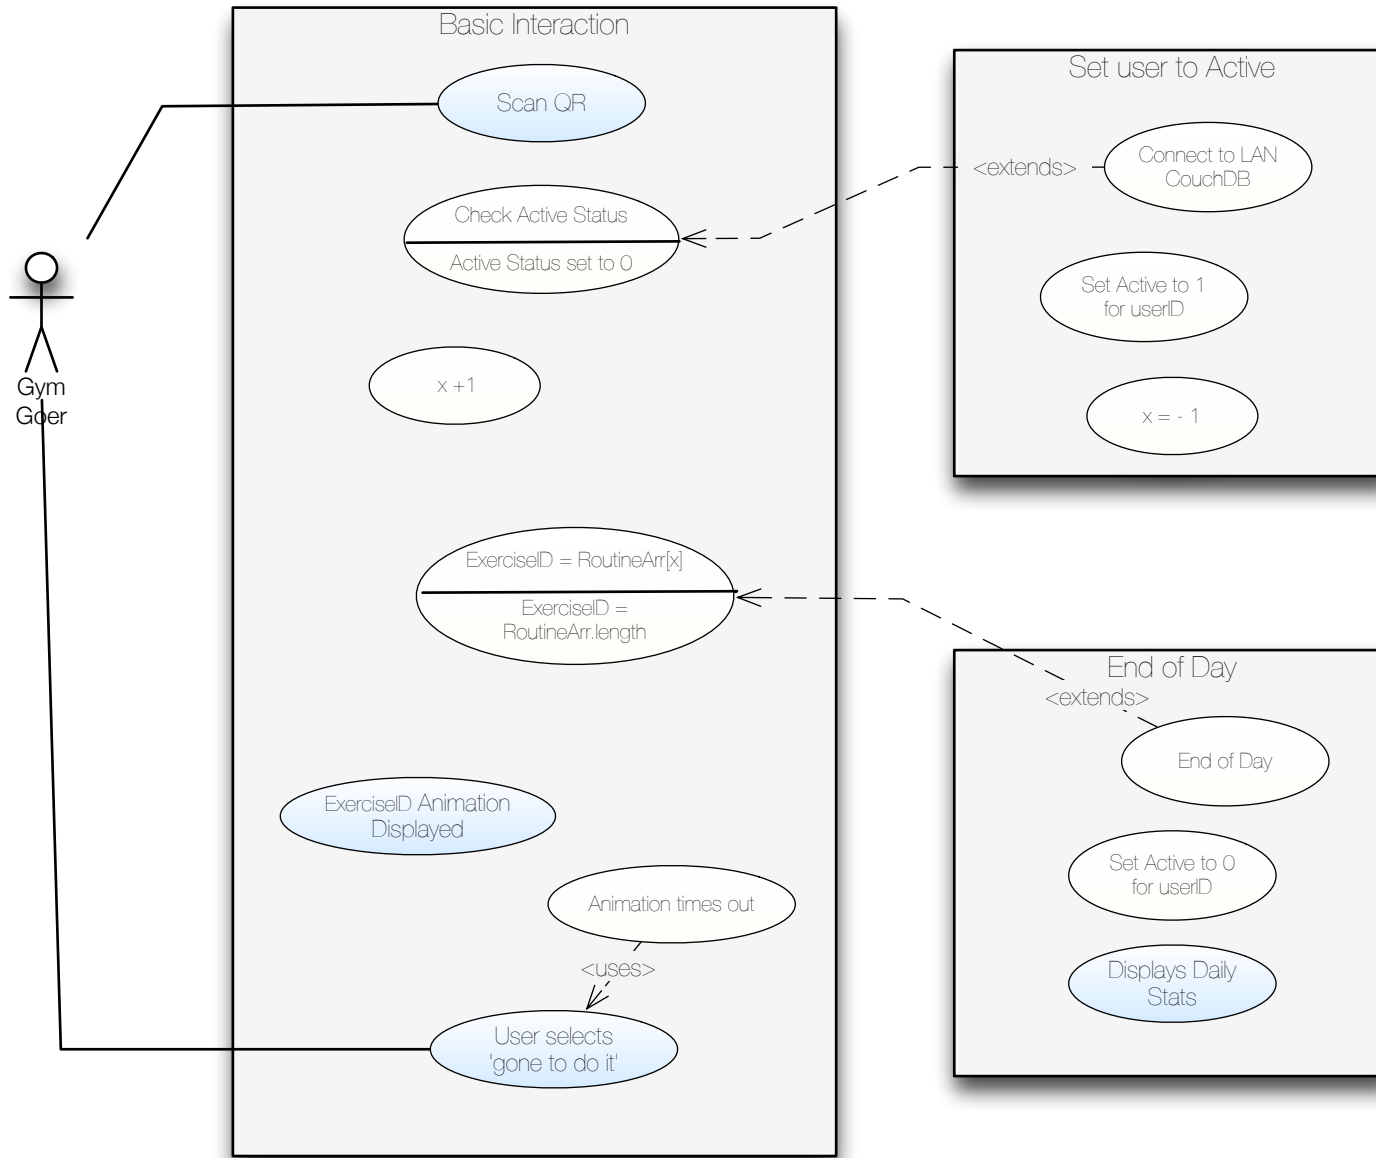 Basic Interaction
Scan QR
Check Active Status
Active Status set to 0
x +1
ExerciseID = RoutineArr[x]
ExerciseID =
RoutineArr.length
ExerciseID Animation
Displayed
Animation times out
<uses>
User selects
'gone to do it'
Gym
Goer
Set user to Active
<extends>
Connect to LAN
CouchDB
Set Active to 1
for userID
x = - 1
End of Day
<extends>
End of Day
Set Active to 0
for userID
Displays Daily
Stats